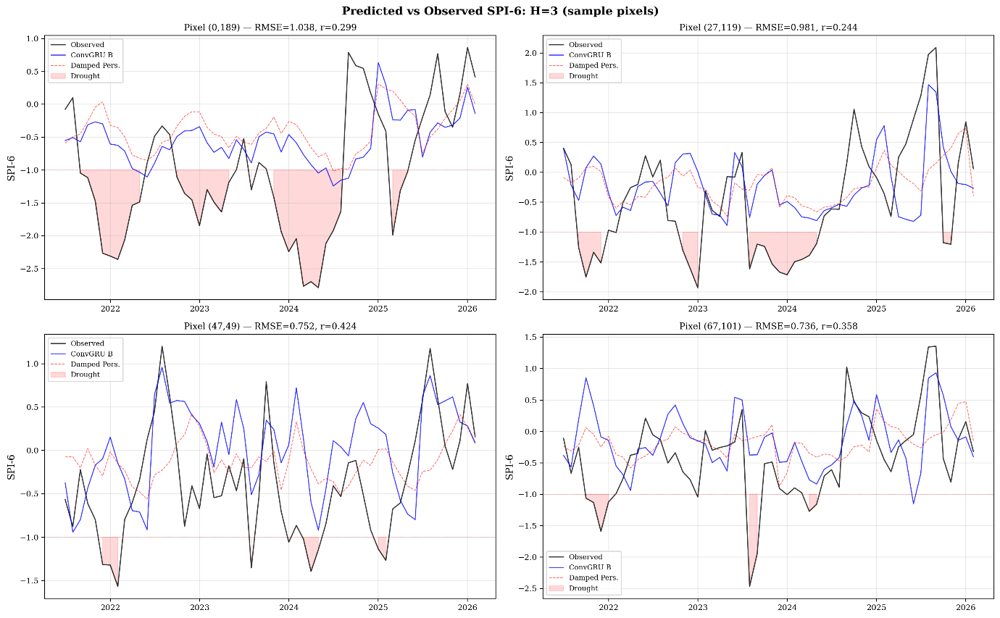 Predicted vs Observed SPI-6: H=3 (sample pixels)
Pixel (0,189) — RMSE=1.038, r=0.299
1.0
0.5
0.0
−0.5
−1.0
−1.5
−2.0
−2.5
SPI-6
Observed
ConvGRU B
Damped Pers.
Drought
2022
2023
2024
2025
2026
Pixel (27,119) — RMSE=0.981, r=0.244
2.0
1.5
1.0
0.5
0.0
−0.5
−1.0
−1.5
−2.0
SPI-6
Observed
ConvGRU B
Damped Pers.
Drought
2022
2023
2024
2025
2026
Pixel (47,49) — RMSE=0.752, r=0.424
1.0
0.5
0.0
−0.5
−1.0
−1.5
SPI-6
Observed
ConvGRU B
Damped Pers.
Drought
2022
2023
2024
2025
2026
Pixel (67,101) — RMSE=0.736, r=0.358
1.5
1.0
0.5
0.0
−0.5
−1.0
−1.5
−2.0
−2.5
SPI-6
Observed
ConvGRU B
Damped Pers.
Drought
2022
2023
2024
2025
2026